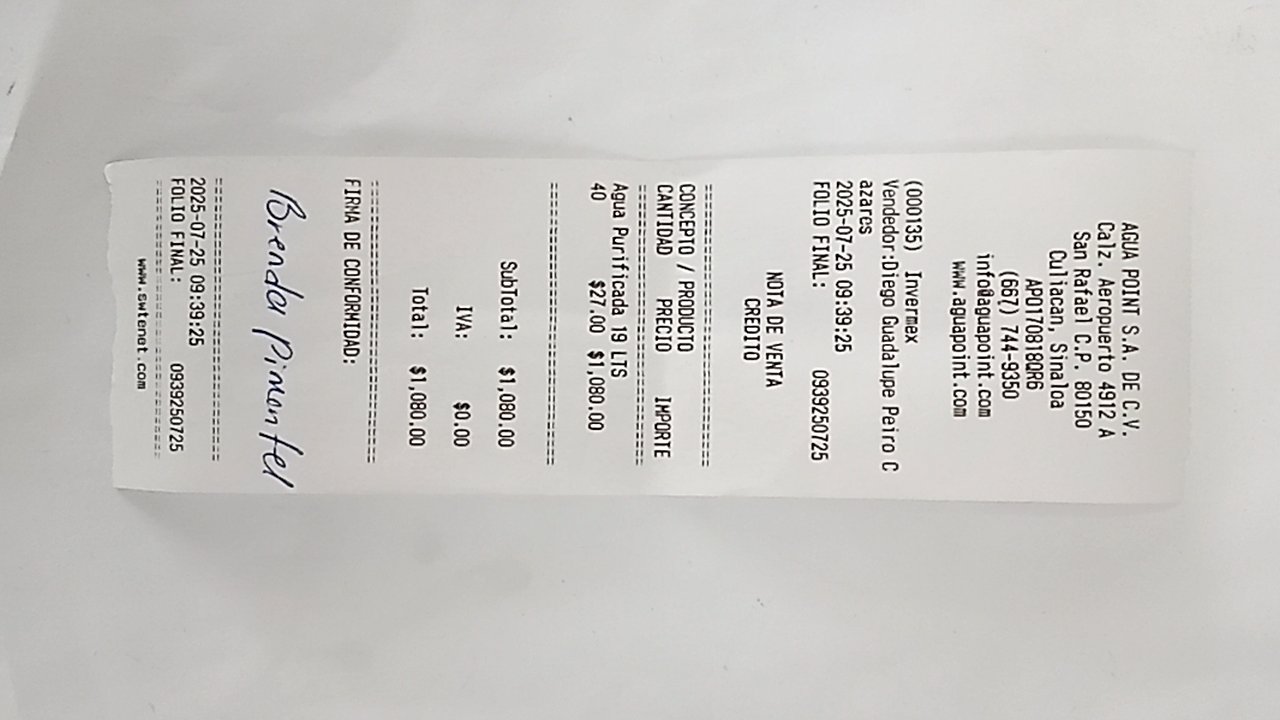 AGUA POINT S.A. DE C.V.
Calz. Aeropuerto 4912 A
San Rafael C.P. 80150
Culiacan, Sinaloa
APO170818QR6
(667) 744-9350
info@aguapoint.com
www.aguapoint.com
(000135) Invermex
Vendedor:Diego Guadalupe Peiro C
azares
2025-07-25 09:39:25
FOLIO FINAL: 0939250725
NOTA DE VENTA
CREDITO
================================
CONCEPTO / PRODUCTO
CANTIDAD PRECIO IMPORTE
================================
Agua Purificada 19 LTS
40 $27.00 $1,080.00
================================
SubTotal: $1,080.00
IVA: $0.00
Total: $1,080.00
================================
FIRNA DE CONFORMIDAD:
Brenda Pimentel
================================
2025-07-25 09:39:25
FOLIO FINAL: 0939250725
================================
www.swtenet.com